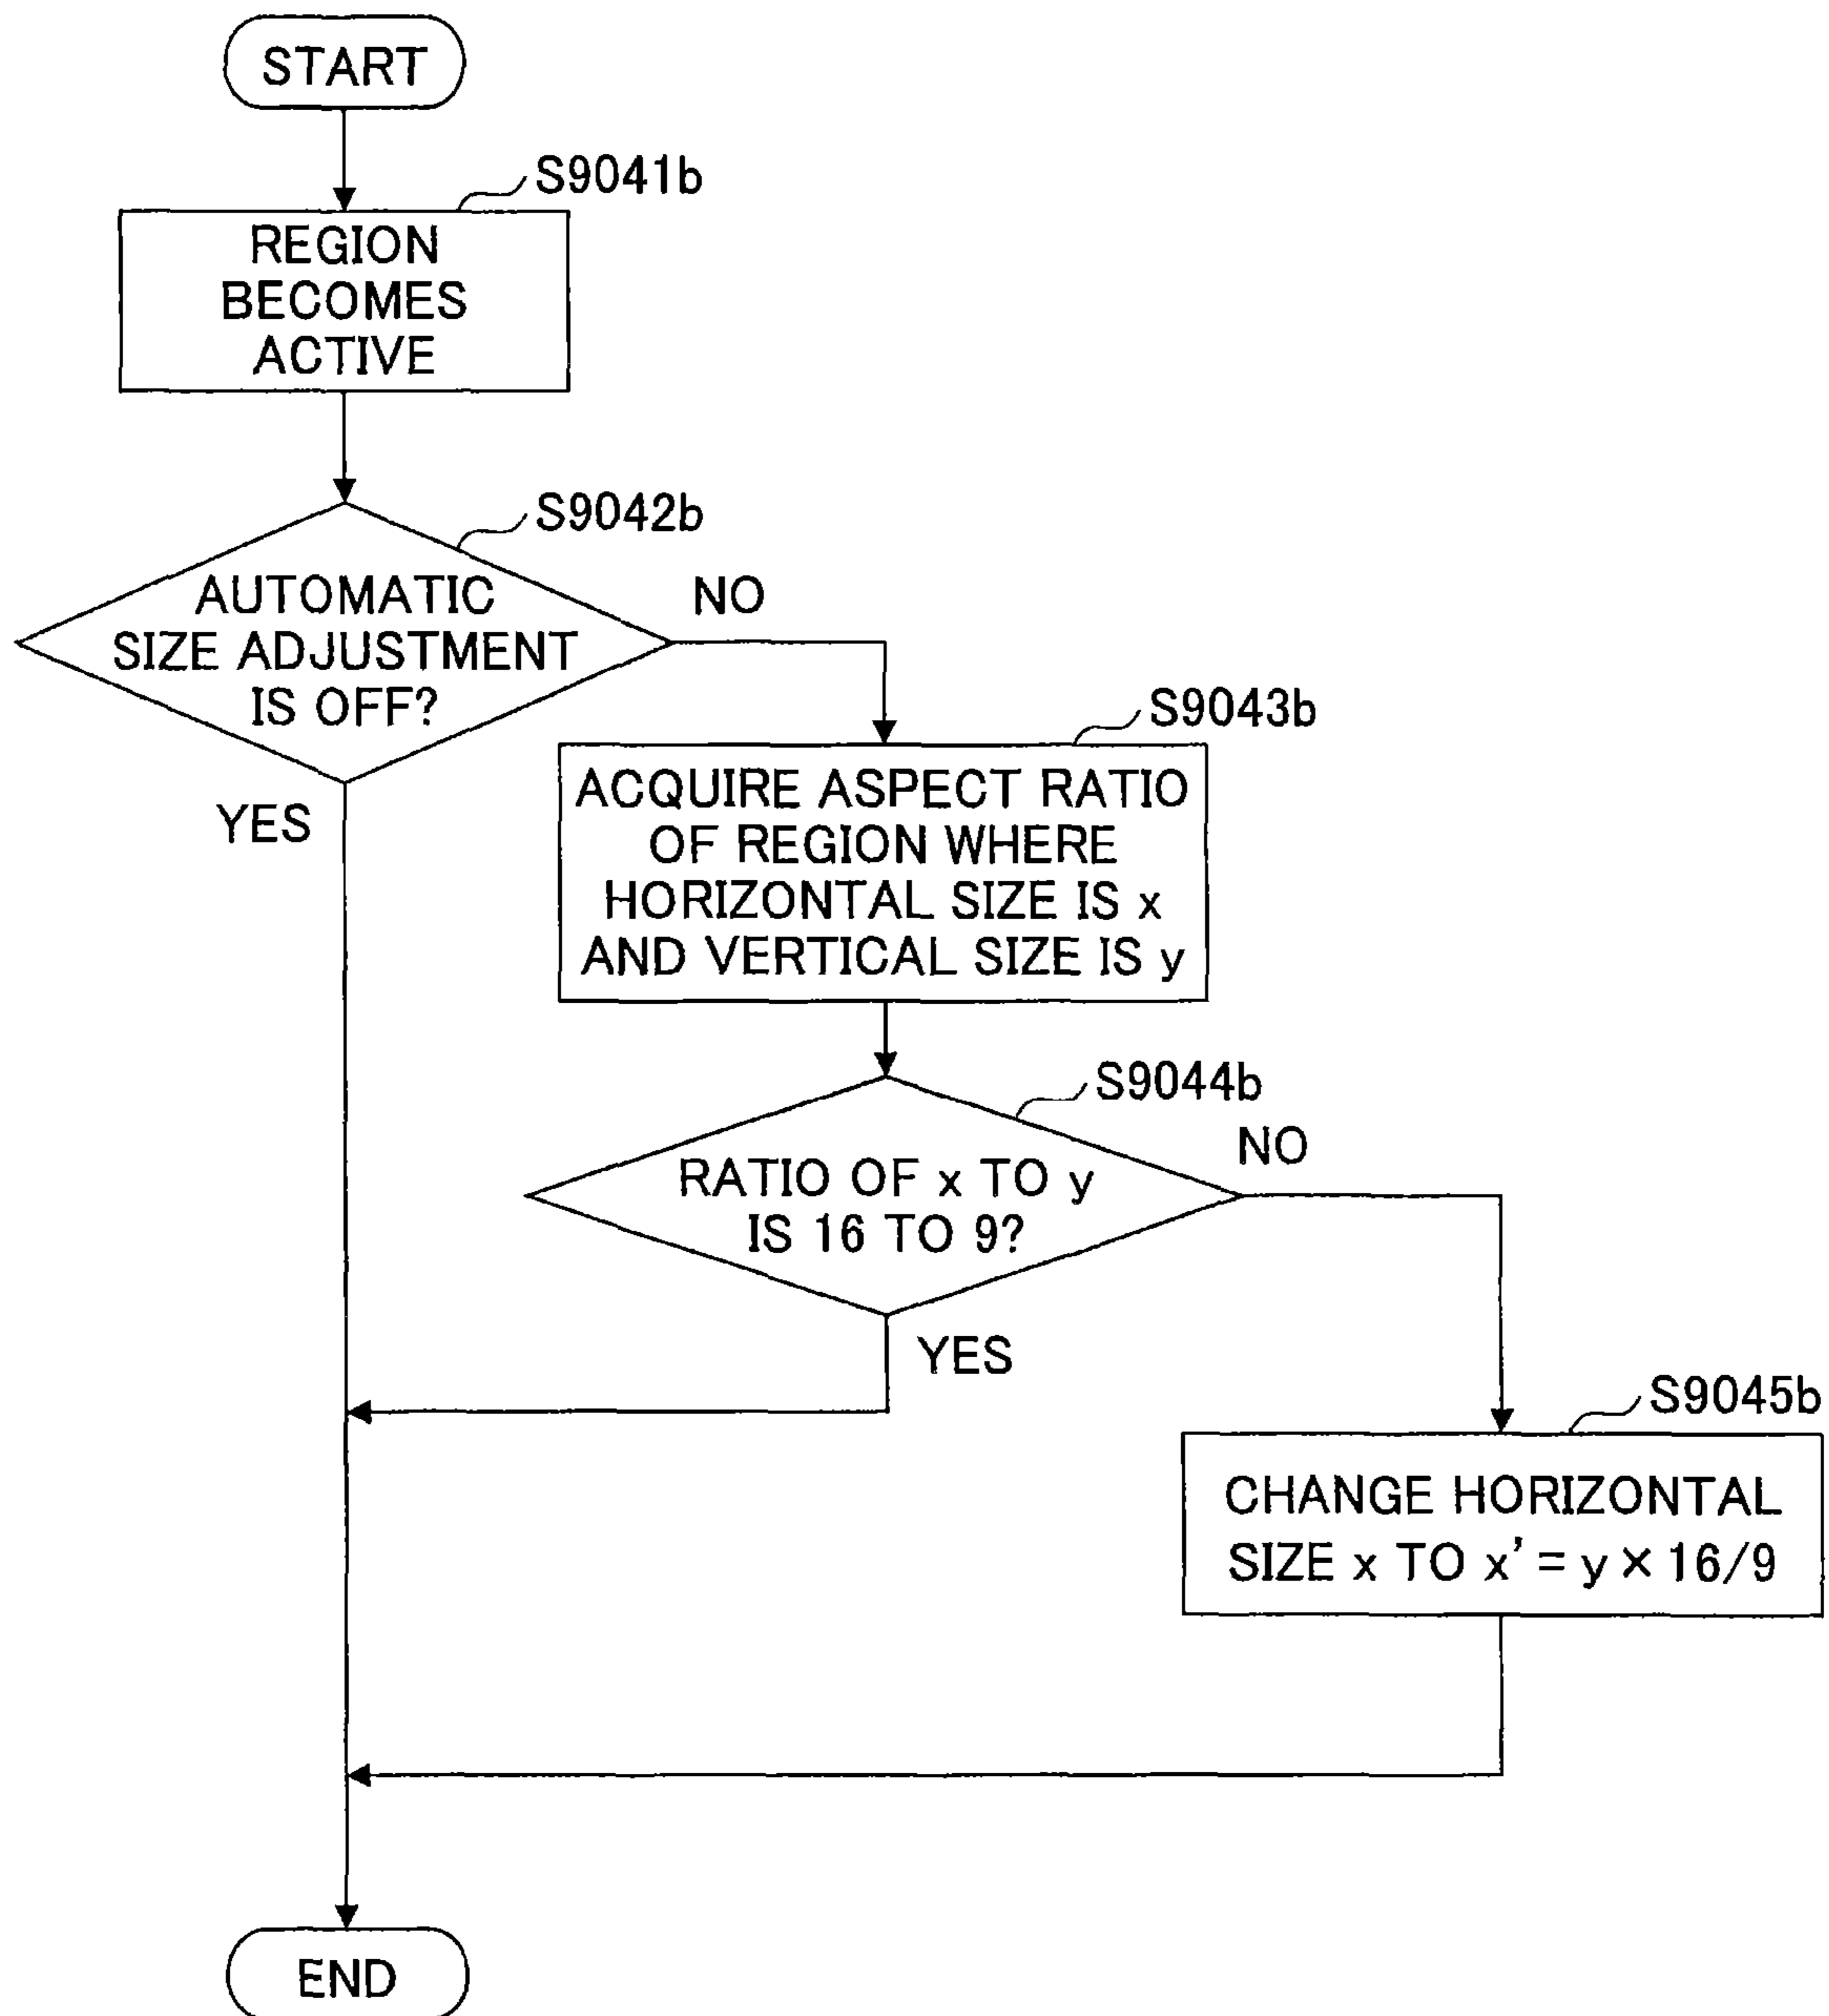 START
S9041b
REGION
BECOMES
ACTIVE
S9042b
AUTOMATIC
SIZE ADJUSTMENT
IS OFF?
NO
YES
S9043b
ACQUIRE ASPECT RATIO
OF REGION WHERE
HORIZONTAL SIZE IS x
AND VERTICAL SIZE IS y
S9044b
RATIO OF x TO y
IS 16 TO 9?
NO
YES
S9045b
CHANGE HORIZONTAL
SIZE x TO x' = y × 16/9
END